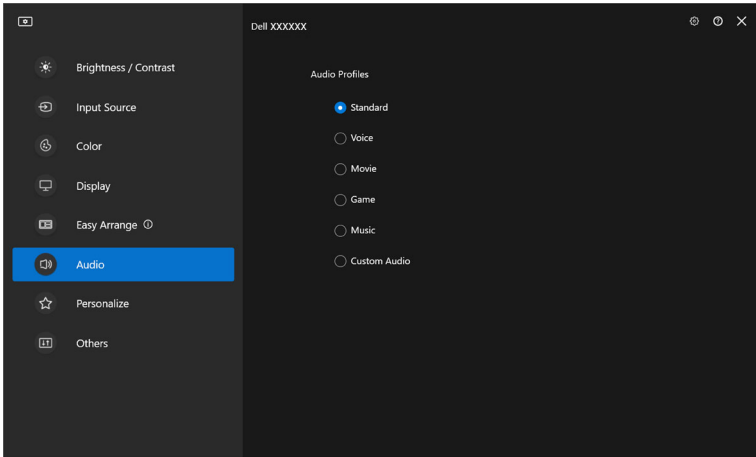 Dell XXXXXX
Brightness / Contrast
Input Source
Color
Display
Easy Arrange
Audio
Personalize
Others
Audio Profiles
Standard
Voice
Movie
Game
Music
Custom Audio